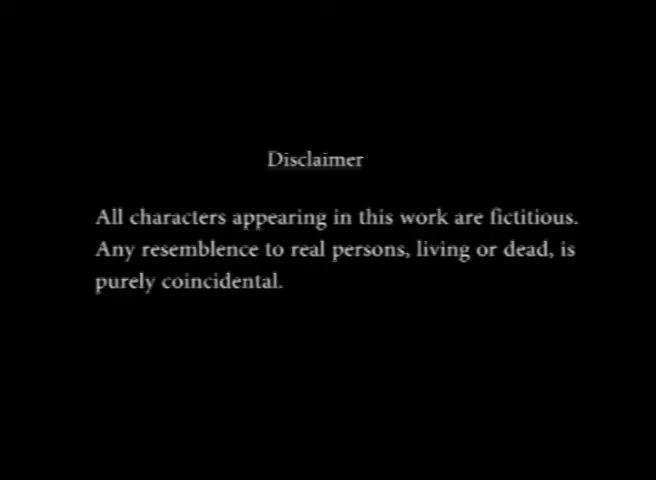 Disclaimer
All characters appearing in this work are fictitious.
Any resemblence to real persons, living or dead, is
purely coincidental.